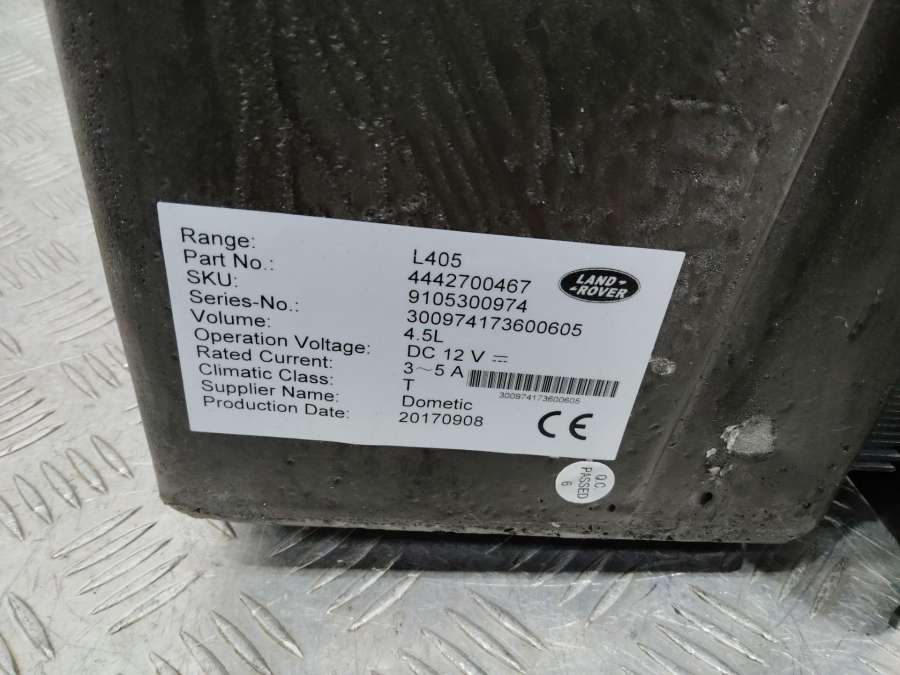 Range: L405
Part No.: 4442700467
SKU: 9105300974
Series-No.: 300974173600605
Volume: 4.5L
Operation Voltage: DC 12 V ⎓
Rated Current: 3~5 A
Climatic Class: T
Supplier Name: Dometic
Production Date: 20170908
LAND
ROVER
300974173600605
CE
Q.C.
PASSED
6